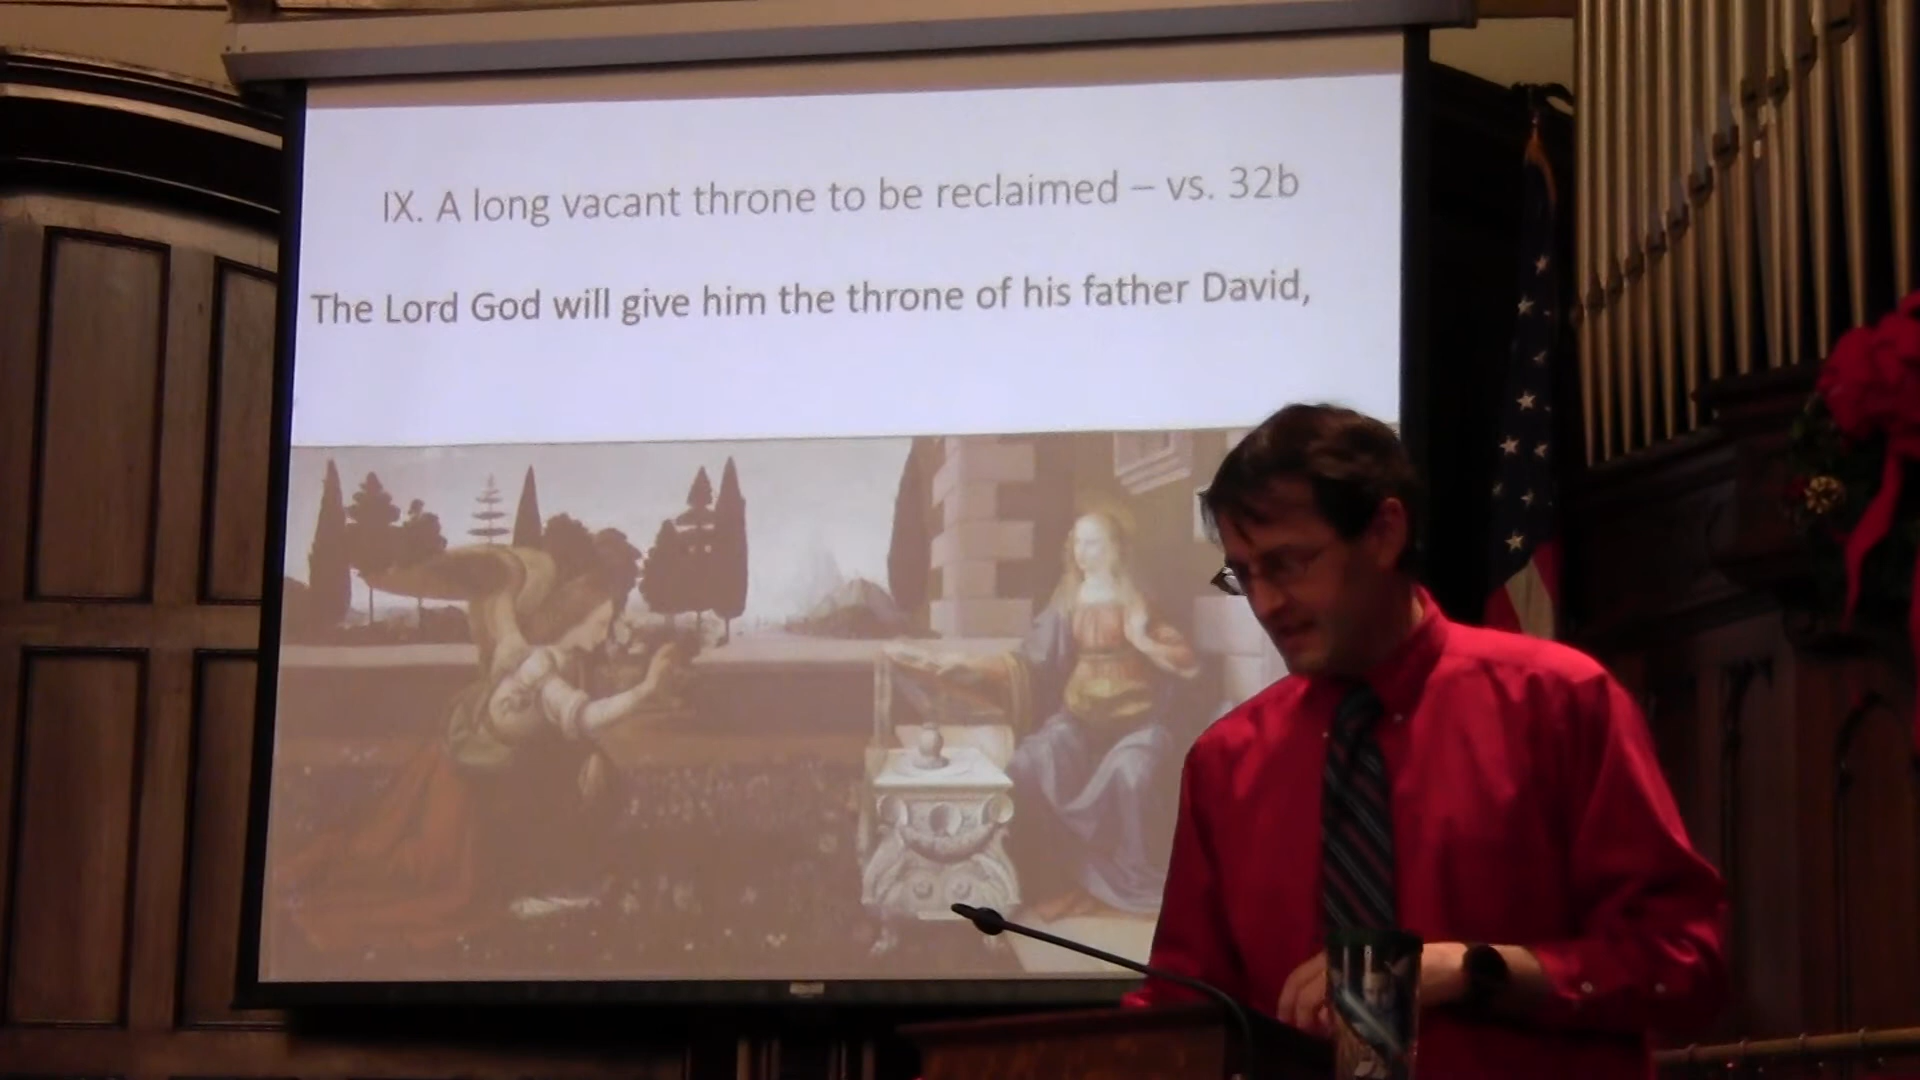 IX. A long vacant throne to be reclaimed – vs. 32b
The Lord God will give him the throne of his father David,